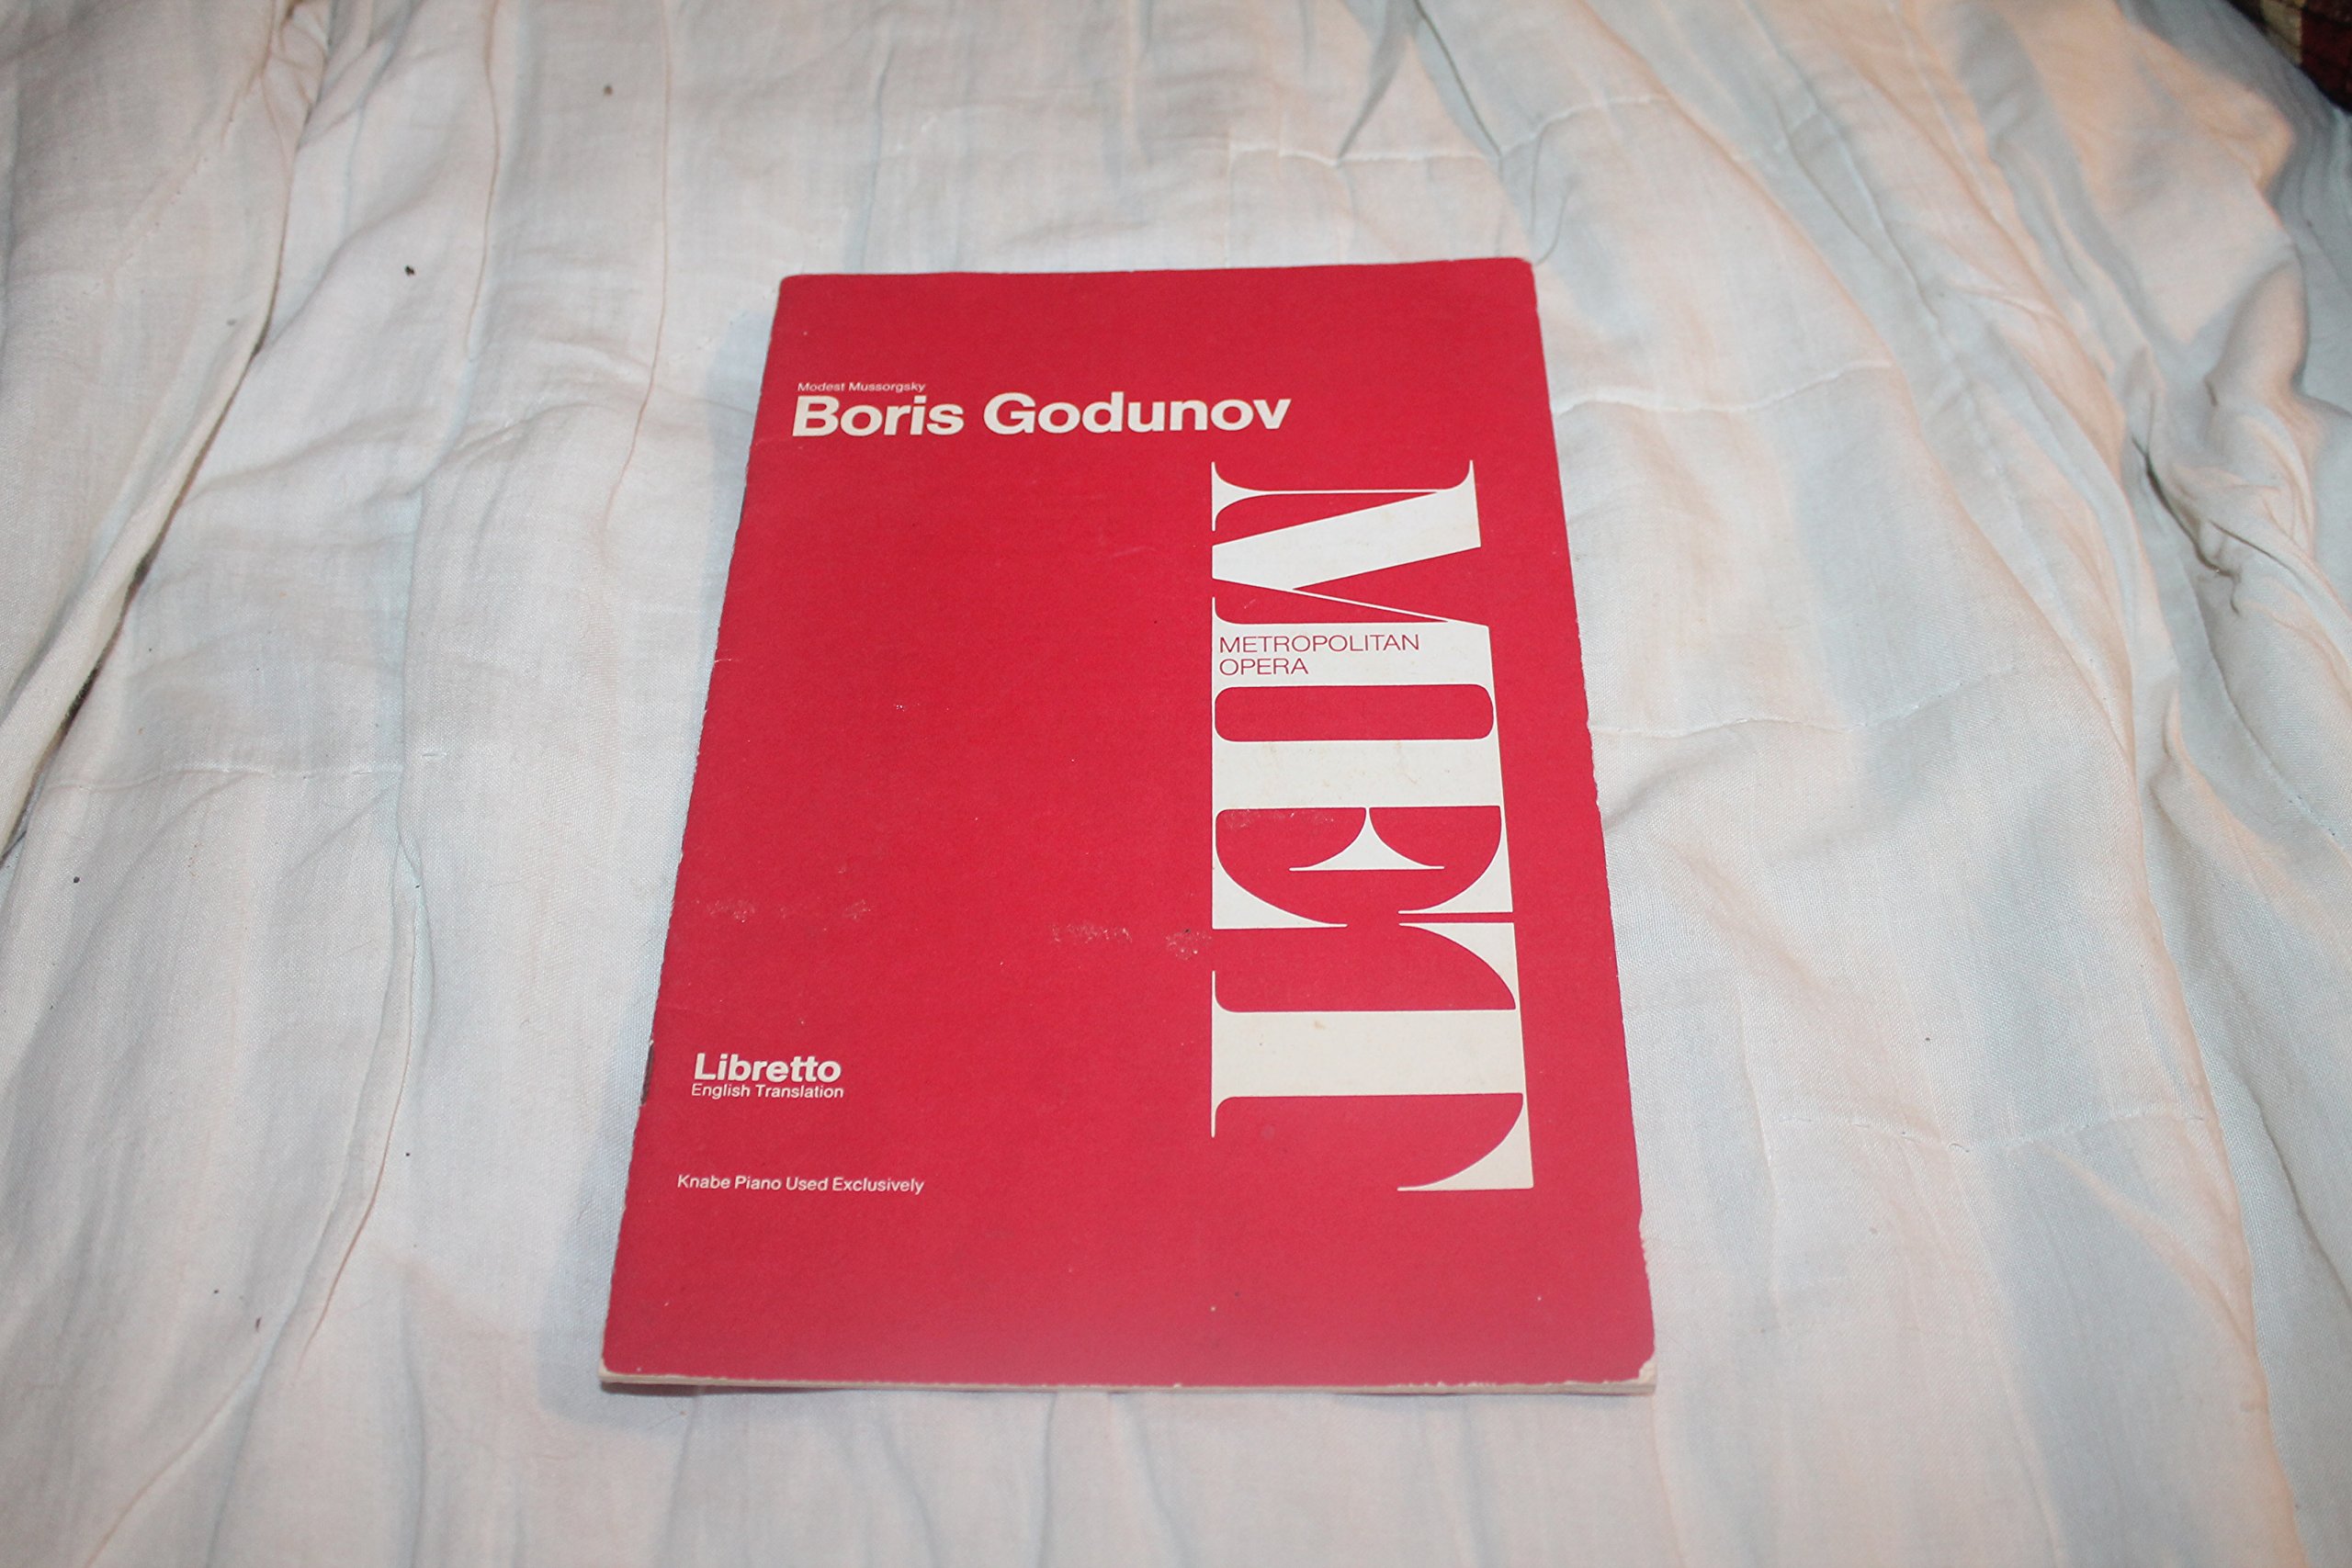 Modest Mussorgsky
Boris Godunov
MET
METROPOLITAN
OPERA
Libretto
English Translation
Knabe Piano Used Exclusively